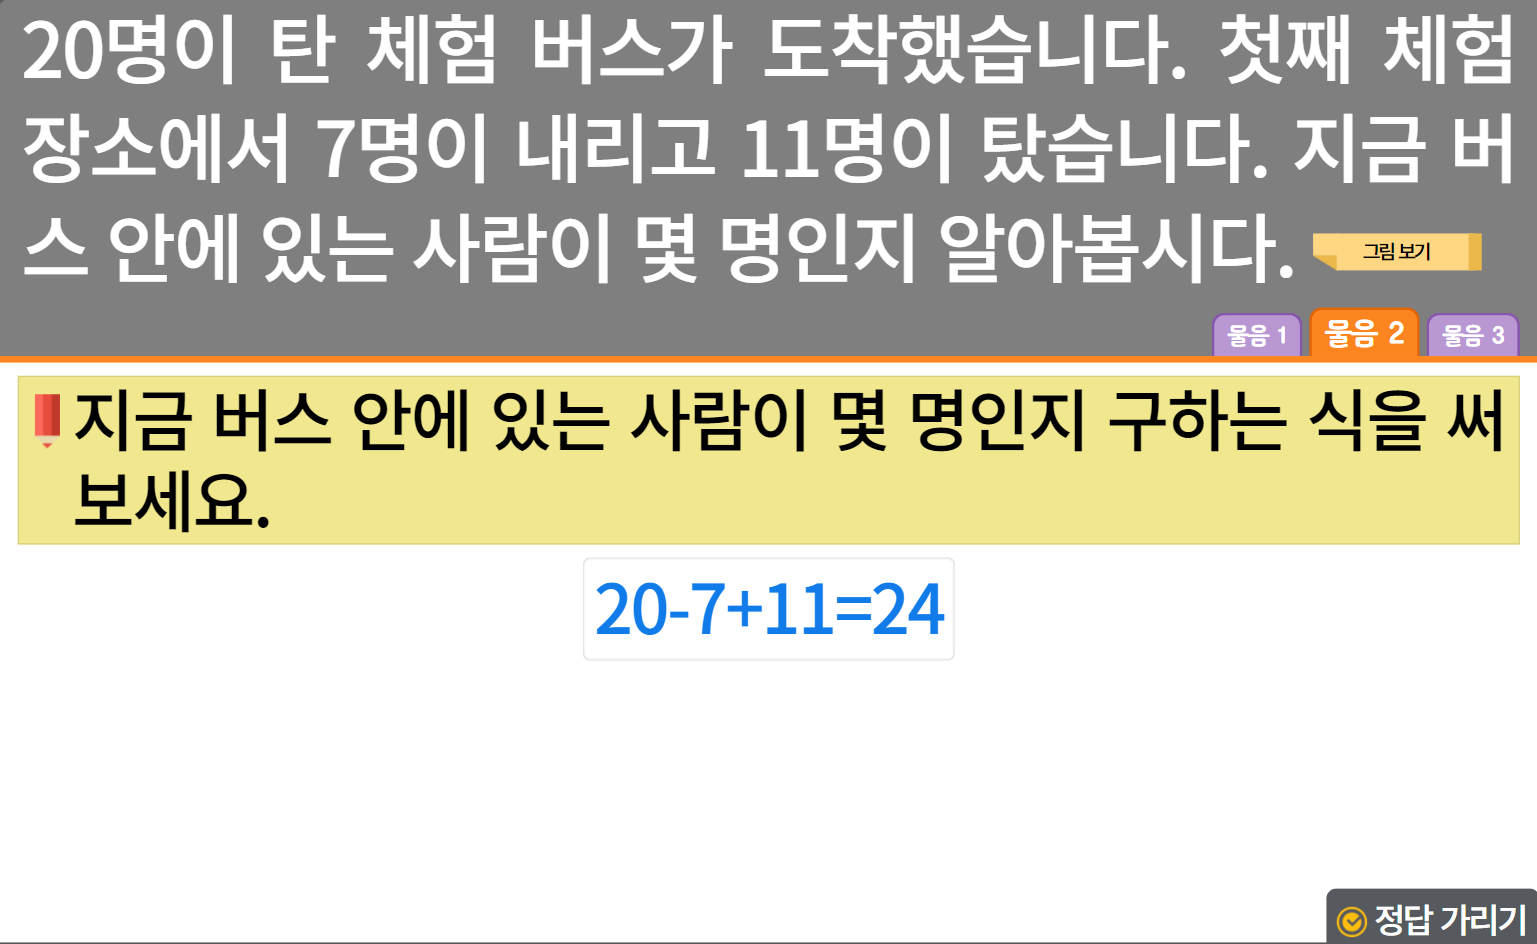 20명이 탄 체험 버스가 도착했습니다. 첫째 체험
장소에서 7명이 내리고 11명이 탔습니다. 지금 버
스 안에 있는 사람이 몇 명인지 알아봅시다.
그림 보기
물음 1 물음 2 물음 3
지금 버스 안에 있는 사람이 몇 명인지 구하는 식을 써
보세요.
20-7+11=24
정답 가리기